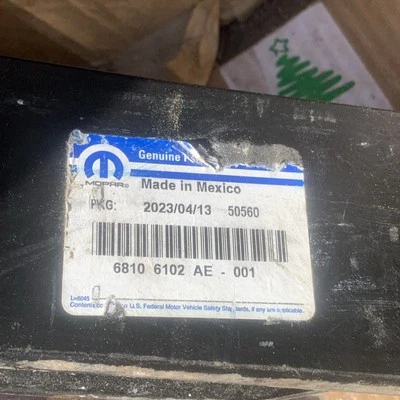 Genuine
MOPAR®
Made in Mexico
PKG: 2023/04/13 50560
6810 6102 AE - 001
U.S. Federal Motor Vehicle Safety Standards, if any are applicable.